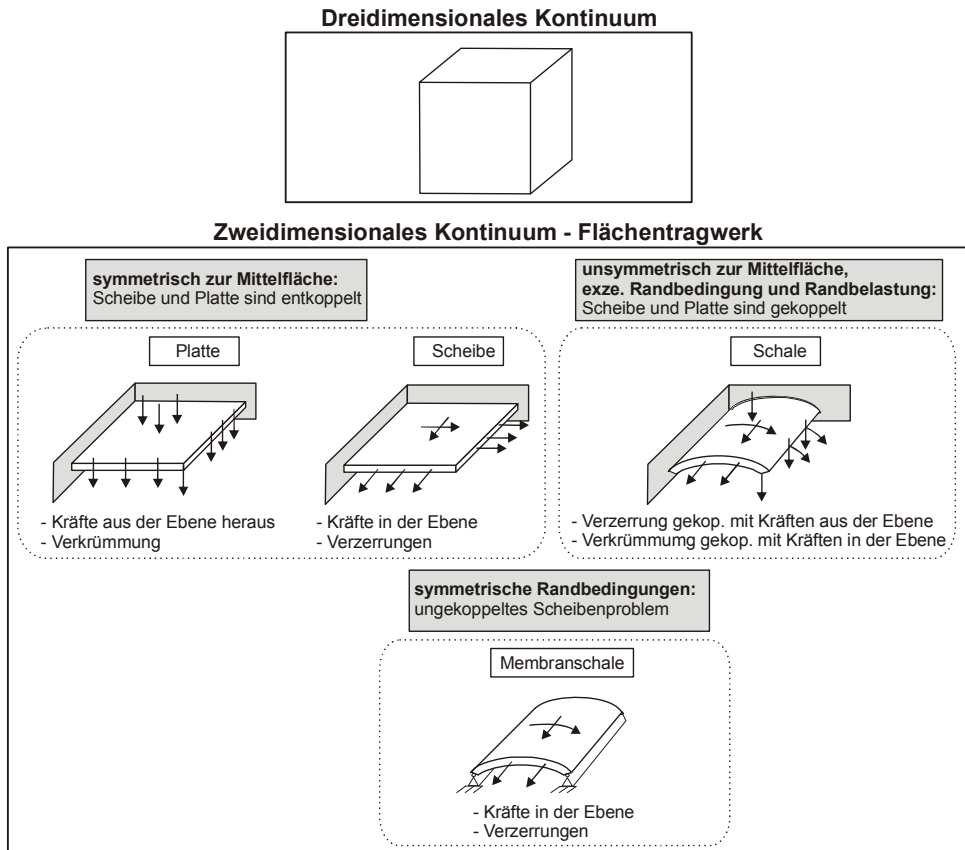 Dreidimensionales Kontinuum
Zweidimensionales Kontinuum - Flächentragwerk
symmetrisch zur Mittelfläche:
Scheibe und Platte sind entkoppelt
unsymmetrisch zur Mittelfläche,
exze. Randbedingung und Randbelastung:
Scheibe und Platte sind gekoppelt
Platte
- Kräfte aus der Ebene heraus
- Verkrümmung
Scheibe
- Kräfte in der Ebene
- Verzerrungen
Schale
- Verzerrung gekop. mit Kräften aus der Ebene
- Verkrümmumg gekop. mit Kräften in der Ebene
symmetrische Randbedingungen:
ungekoppeltes Scheibenproblem
Membranschale
- Kräfte in der Ebene
- Verzerrungen